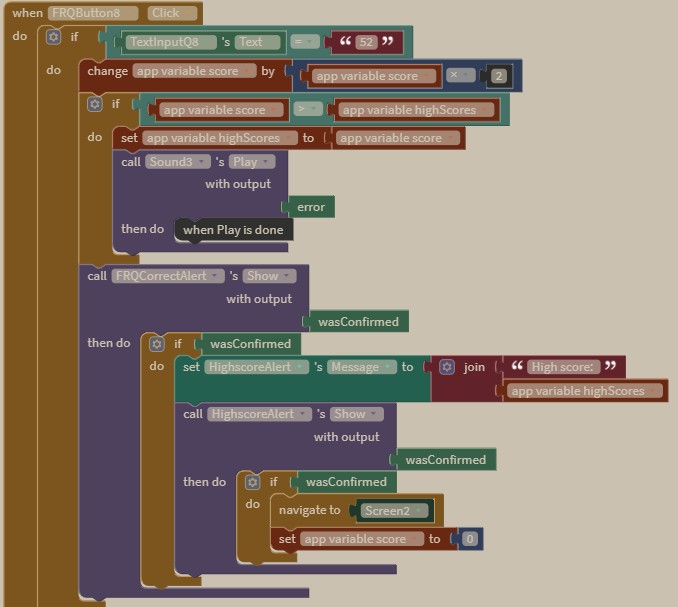 when FRQButton8 Click
do if TextInputQ8 's Text = “ 52 ”
do change app variable score by app variable score × 2
if app variable score > app variable highScores
do set app variable highScores to app variable score
call Sound3 's Play
with output
error
then do when Play is done
call FRQCorrectAlert 's Show
with output
wasConfirmed
then do if wasConfirmed
do set HighscoreAlert 's Message to join “ High score: ”
app variable highScores
call HighscoreAlert 's Show
with output
wasConfirmed
then do if wasConfirmed
do navigate to Screen2
set app variable score to 0